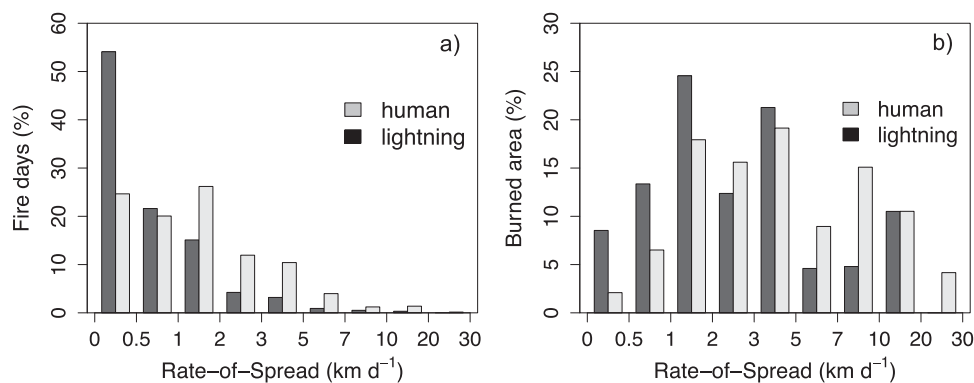 a)
human
lightning
Fire days (%)
0 10 20 30 40 50 60
0 0.5 1 2 3 5 7 10 20 30
Rate−of−Spread (km d−1)
b)
human
lightning
Burned area (%)
0 5 10 15 20 25 30
0 0.5 1 2 3 5 7 10 20 30
Rate−of−Spread (km d−1)